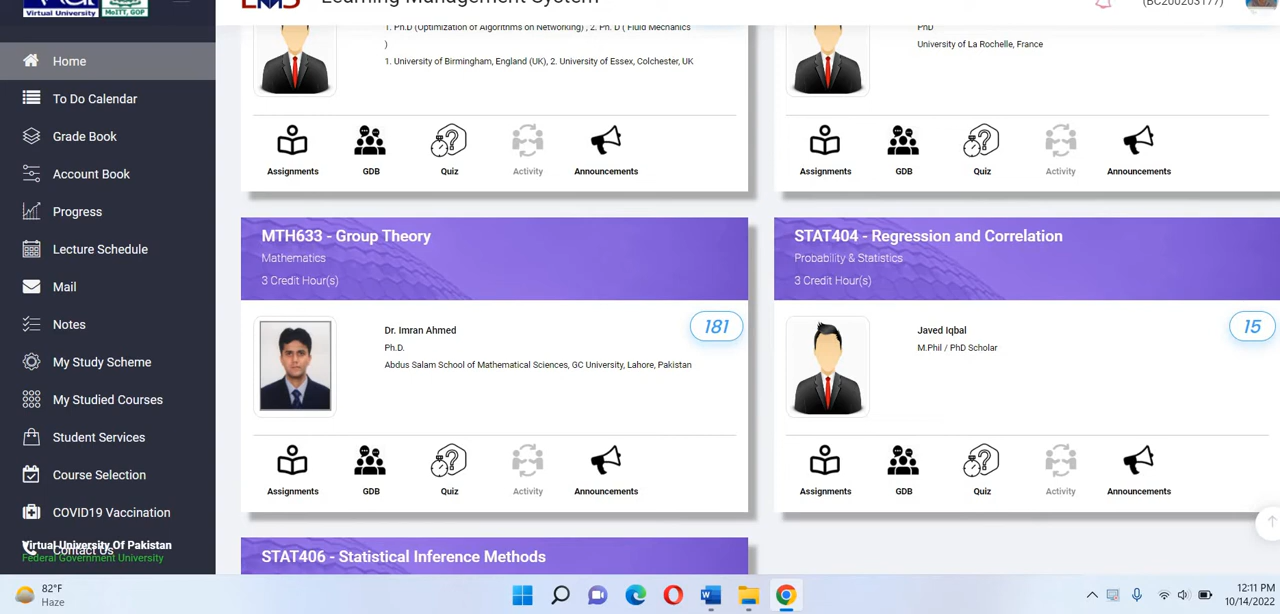 Virtual University
MoITT, GOP
Learning Management System
(BC200203177)
Home
To Do Calendar
Grade Book
Account Book
Progress
Lecture Schedule
Mail
Notes
My Study Scheme
My Studied Courses
Student Services
Course Selection
COVID19 Vaccination
Contact Us
Virtual University Of Pakistan
Federal Government University
1. Ph.D (Optimization of Algorithms on Networking) , 2. Ph. D ( Fluid Mechanics
)
1. University of Birmingham, England (UK), 2. University of Essex, Colchester, UK
Assignments GDB Quiz Activity Announcements
PhD
University of La Rochelle, France
Assignments GDB Quiz Activity Announcements
MTH633 - Group Theory
Mathematics
3 Credit Hour(s)
181
Dr. Imran Ahmed
Ph.D.
Abdus Salam School of Mathematical Sciences, GC University, Lahore, Pakistan
Assignments GDB Quiz Activity Announcements
STAT404 - Regression and Correlation
Probability & Statistics
3 Credit Hour(s)
15
Javed Iqbal
M.Phil / PhD Scholar
Assignments GDB Quiz Activity Announcements
STAT406 - Statistical Inference Methods
82°F
Haze
12:11 PM
10/14/2022